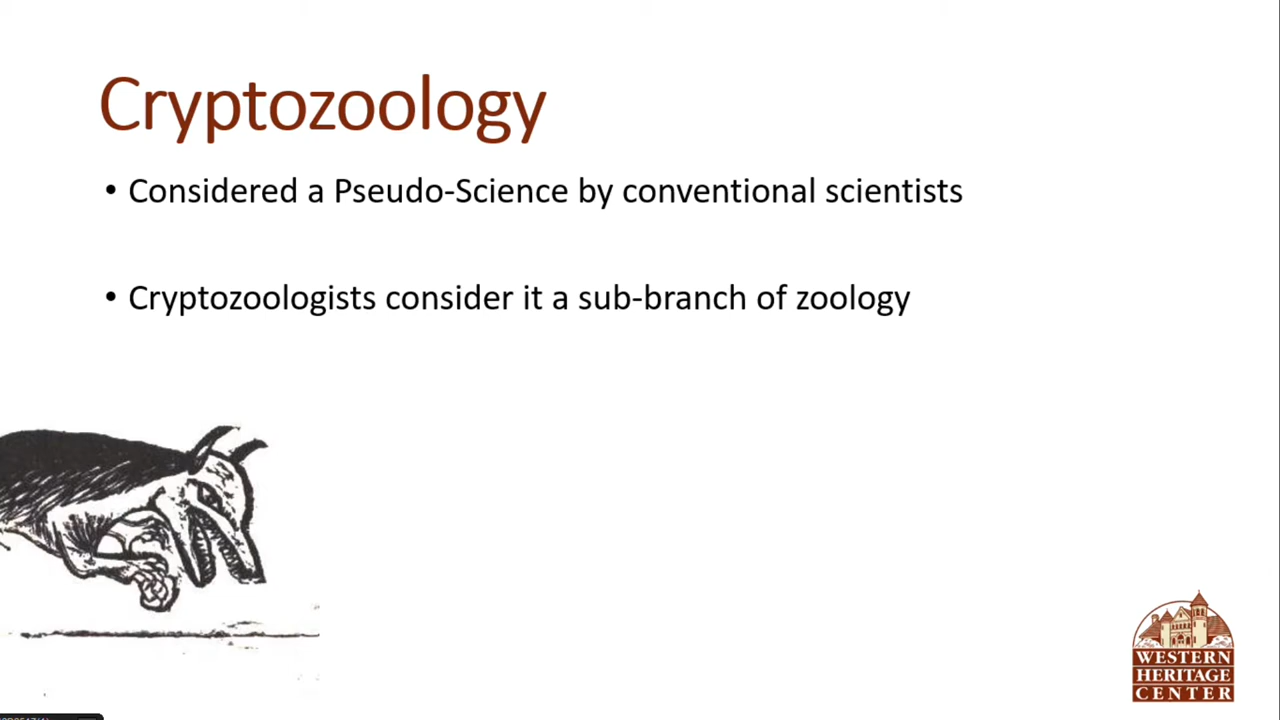 Cryptozoology
• Considered a Pseudo-Science by conventional scientists
• Cryptozoologists consider it a sub-branch of zoology
WESTERN
HERITAGE
CENTER